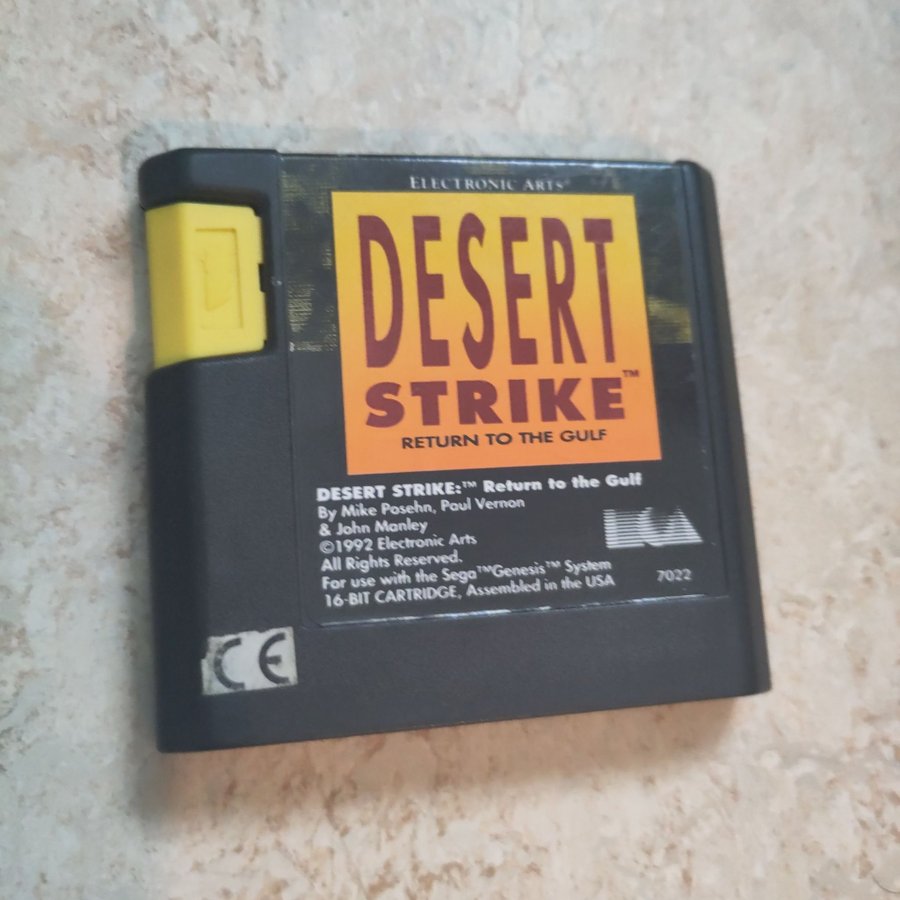 ELECTRONIC ARTS®
DESERT
STRIKE™
RETURN TO THE GULF
DESERT STRIKE:™ Return to the Gulf
By Mike Posehn, Paul Vernon
& John Manley
©1992 Electronic Arts
All Rights Reserved.
For use with the Sega™Genesis™ System
16-BIT CARTRIDGE, Assembled in the USA
EA
7022
CE